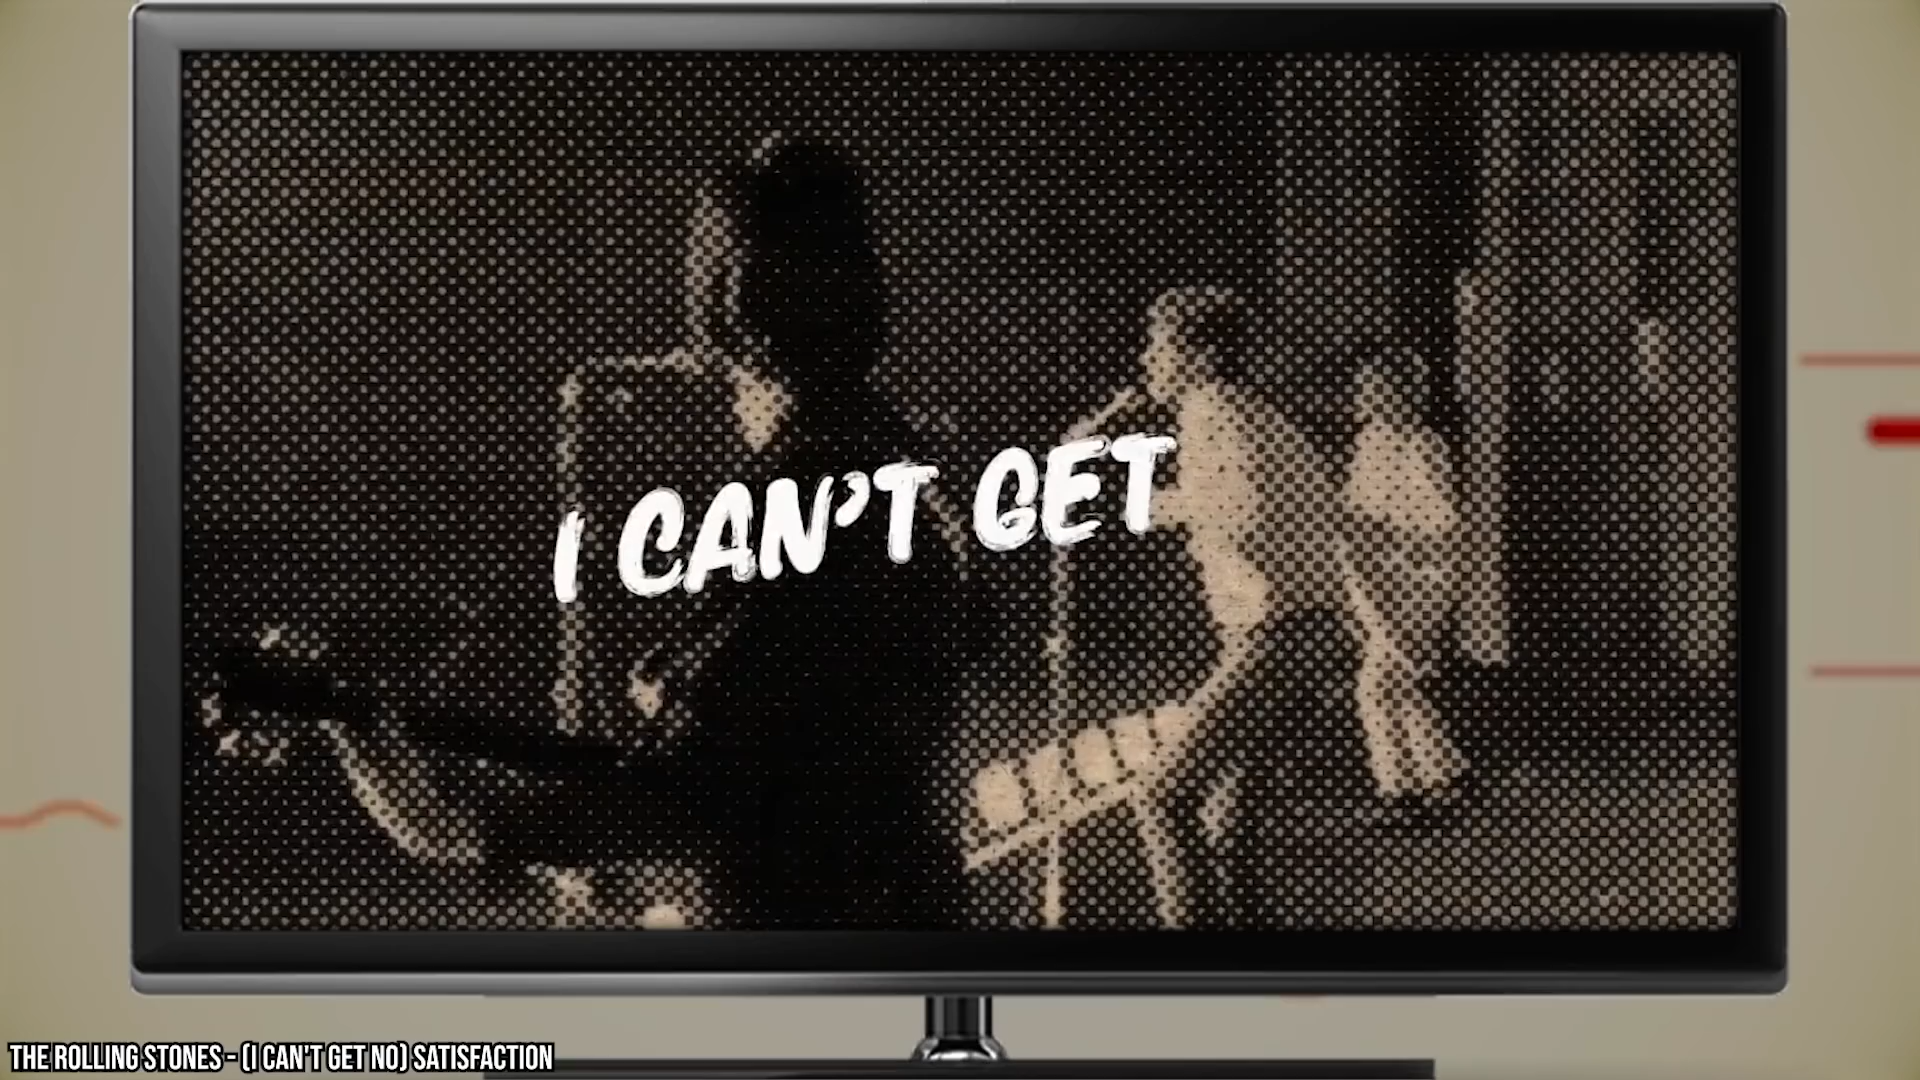 I CAN'T GET
THE ROLLING STONES - (I CAN'T GET NO) SATISFACTION